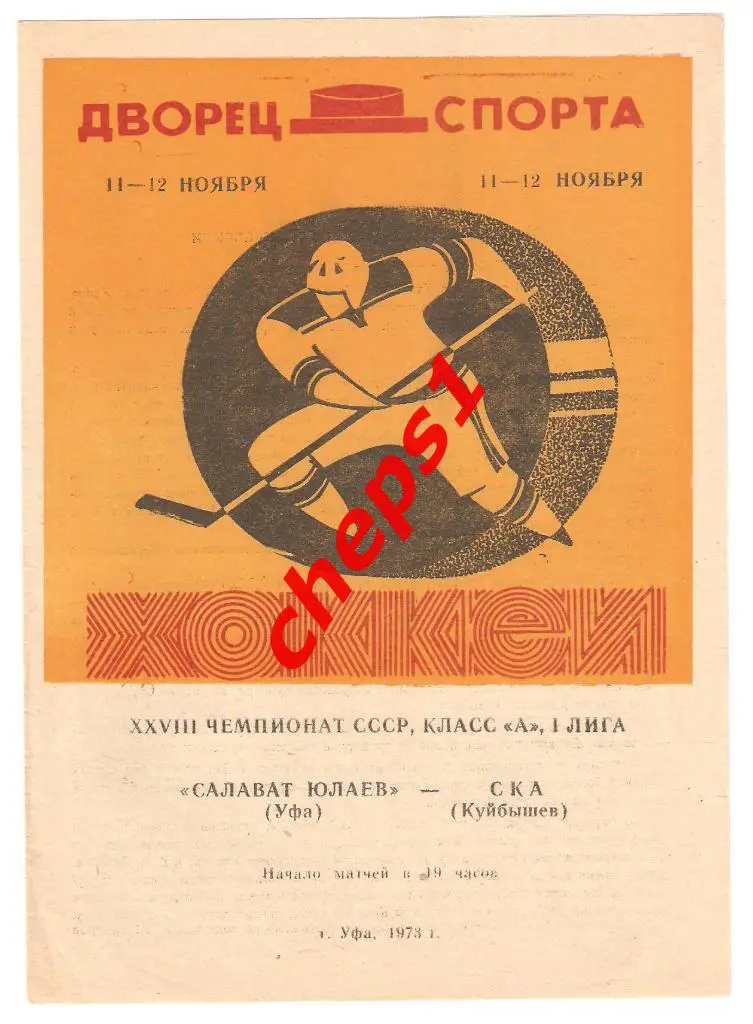 ДВОРЕЦ СПОРТА
11—12 НОЯБРЯ 11—12 НОЯБРЯ
cheps1
хоккей
XXVIII ЧЕМПИОНАТ СССР, КЛАСС «А», I ЛИГА
«САЛАВАТ ЮЛАЕВ» — СКА
(Уфа) (Куйбышев)
Начало матчей в 19 часов
г. Уфа, 1973 г.